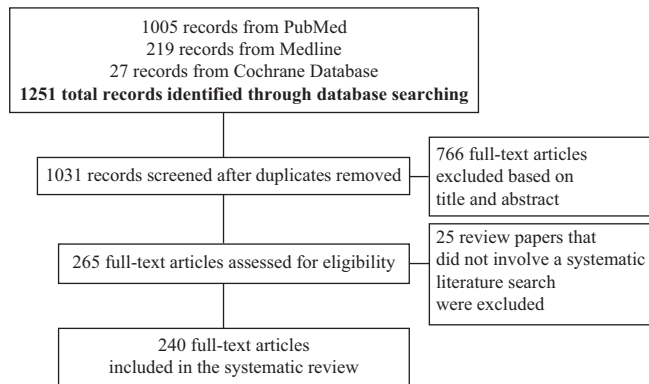 1005 records from PubMed
219 records from Medline
27 records from Cochrane Database
1251 total records identified through database searching
1031 records screened after duplicates removed
766 full-text articles
excluded based on
title and abstract
265 full-text articles assessed for eligibility
25 review papers that
did not involve a systematic
literature search
were excluded
240 full-text articles
included in the systematic review